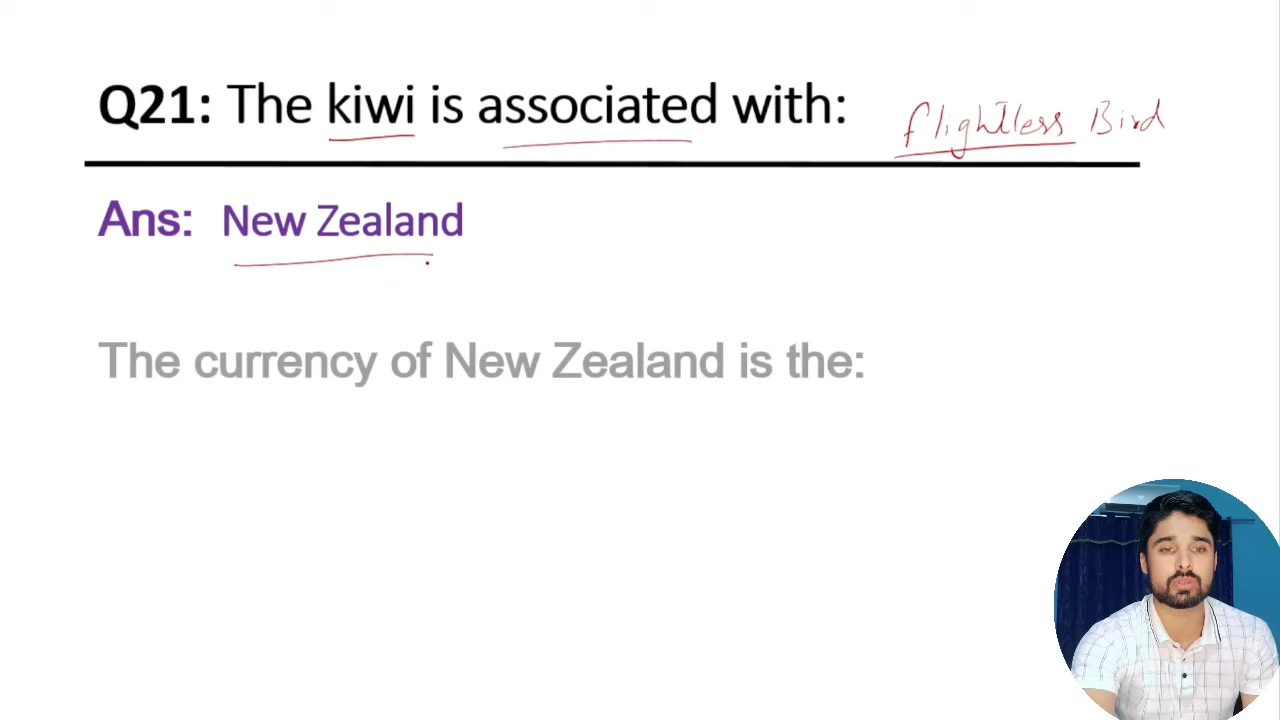 Q21: The kiwi is associated with: flightless Bird
Ans: New Zealand
The currency of New Zealand is the: